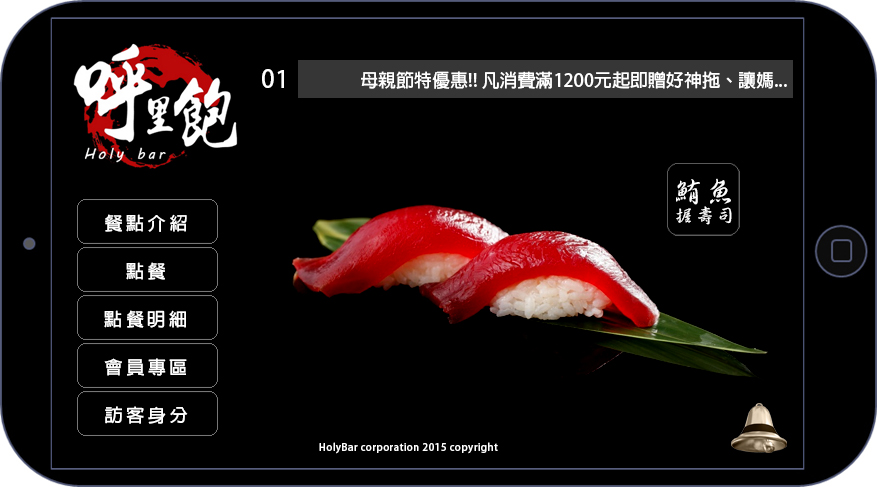 呼里飽
Holy bar
01
母親節特優惠!! 凡消費滿1200元起即贈好神拖、讓媽...
鮪魚
握壽司
餐點介紹
點餐
點餐明細
會員專區
訪客身分
HolyBar corporation 2015 copyright